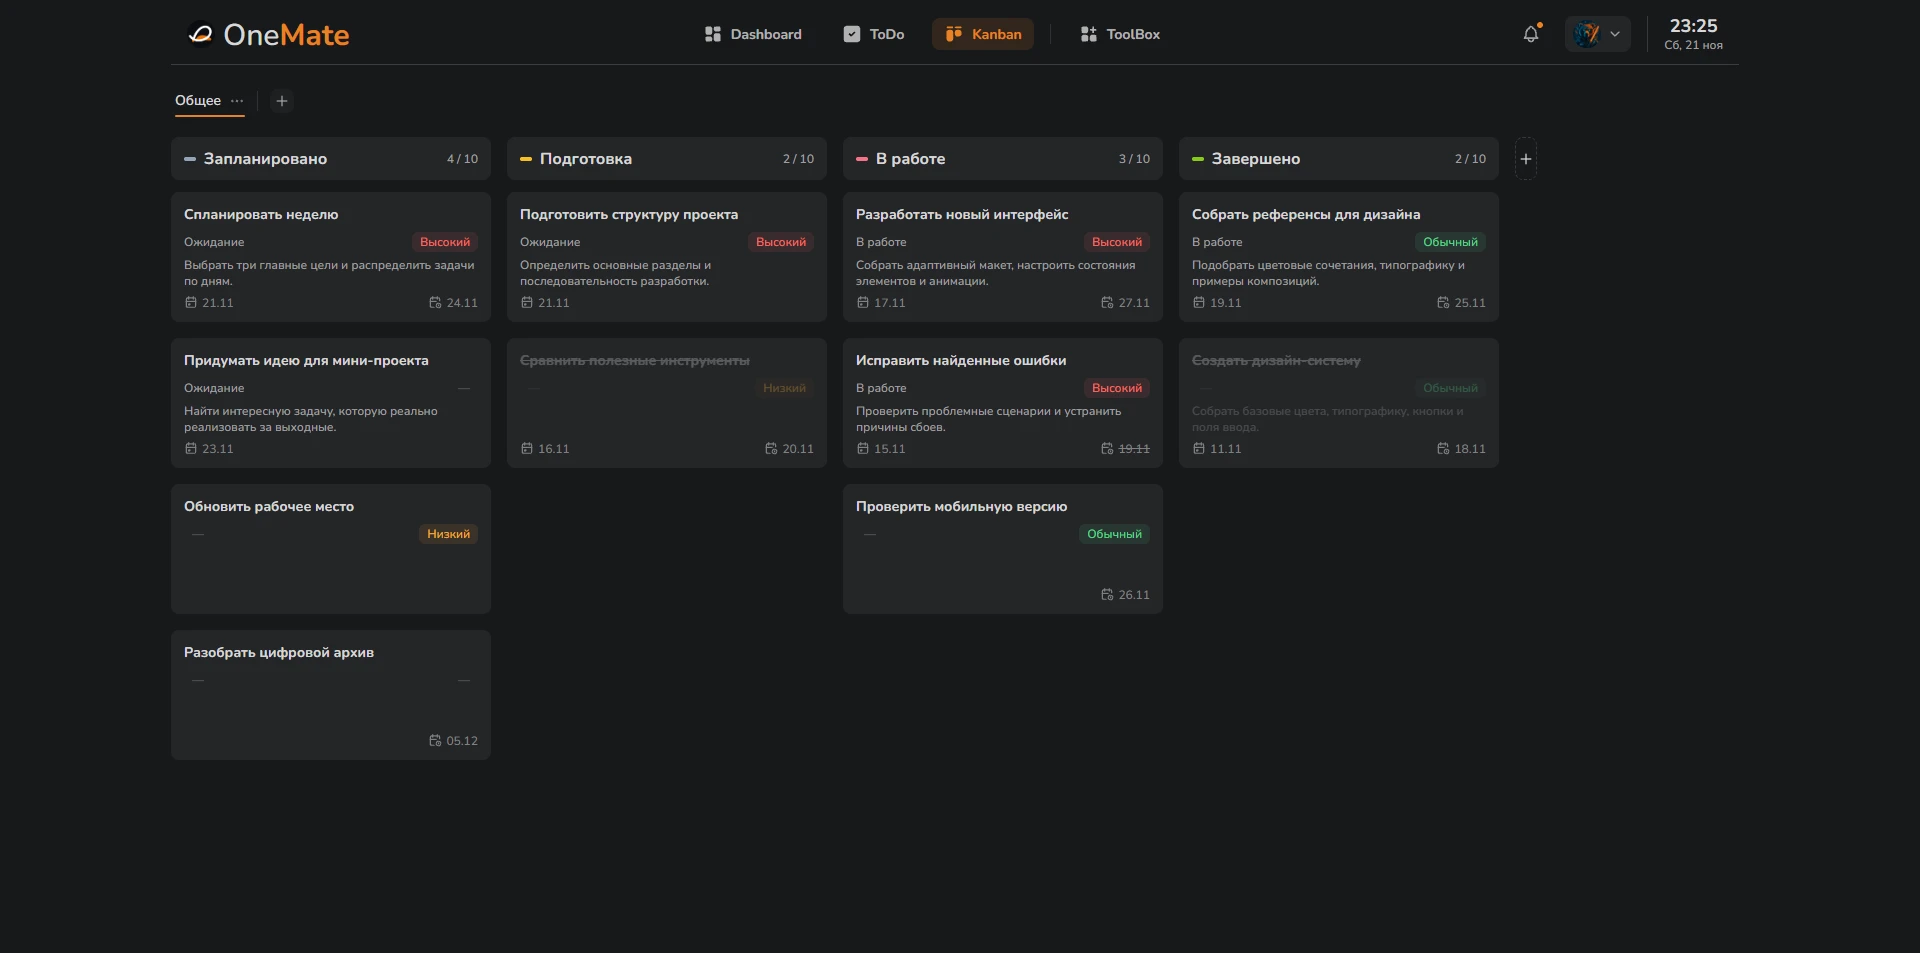 OneMate
Dashboard
ToDo
Kanban
ToolBox
23:25
Сб, 21 ноя
Общее ···
+
Запланировано
4 / 10
Спланировать неделю
Ожидание
Высокий
Выбрать три главные цели и распределить задачи
по дням.
21.11
24.11
Придумать идею для мини-проекта
Ожидание
—
Найти интересную задачу, которую реально
реализовать за выходные.
23.11
Обновить рабочее место
—
Низкий
Разобрать цифровой архив
—
—
05.12
Подготовка
2 / 10
Подготовить структуру проекта
Ожидание
Высокий
Определить основные разделы и
последовательность разработки.
21.11
Сравнить полезные инструменты
—
Низкий
16.11
20.11
В работе
3 / 10
Разработать новый интерфейс
В работе
Высокий
Собрать адаптивный макет, настроить состояния
элементов и анимации.
17.11
27.11
Исправить найденные ошибки
В работе
Высокий
Проверить проблемные сценарии и устранить
причины сбоев.
15.11
19.11
Проверить мобильную версию
—
Обычный
26.11
Завершено
2 / 10
Собрать референсы для дизайна
В работе
Обычный
Подобрать цветовые сочетания, типографику и
примеры композиций.
19.11
25.11
Создать дизайн-систему
—
Обычный
Собрать базовые цвета, типографику, кнопки и
поля ввода.
11.11
18.11
+